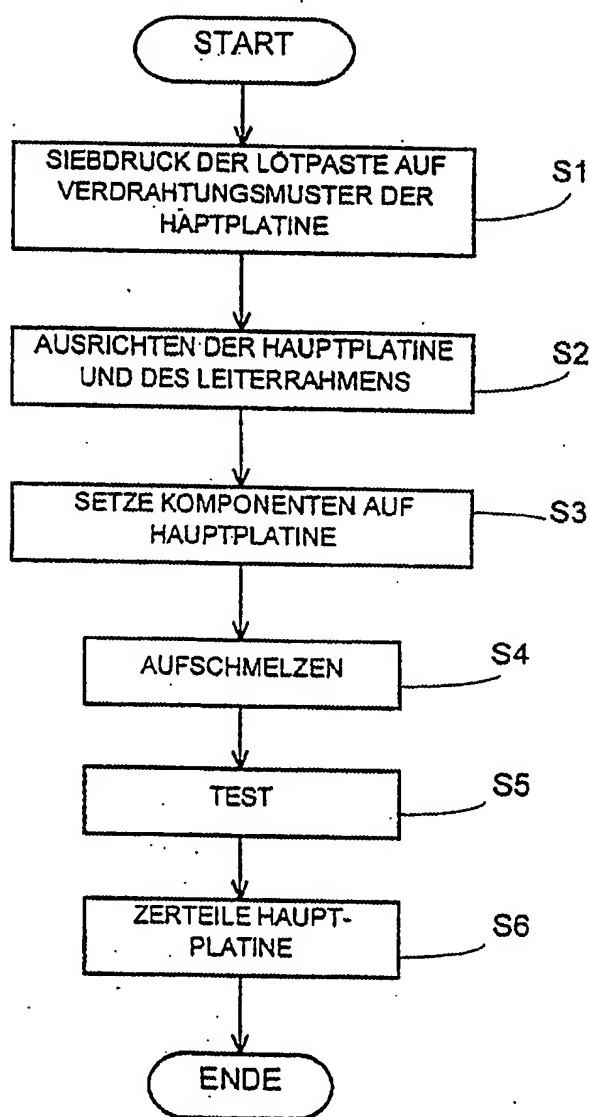 START
SIEBDRUCK DER LÖTPASTE AUF
VERDRAHTUNGSMUSTER DER
HAPTPLATINE
S1
AUSRICHTEN DER HAUPTPLATINE
UND DES LEITERRAHMENS
S2
SETZE KOMPONENTEN AUF
HAUPTPLATINE
S3
AUFSCHMELZEN
S4
TEST
S5
ZERTEILE HAUPT-
PLATINE
S6
ENDE